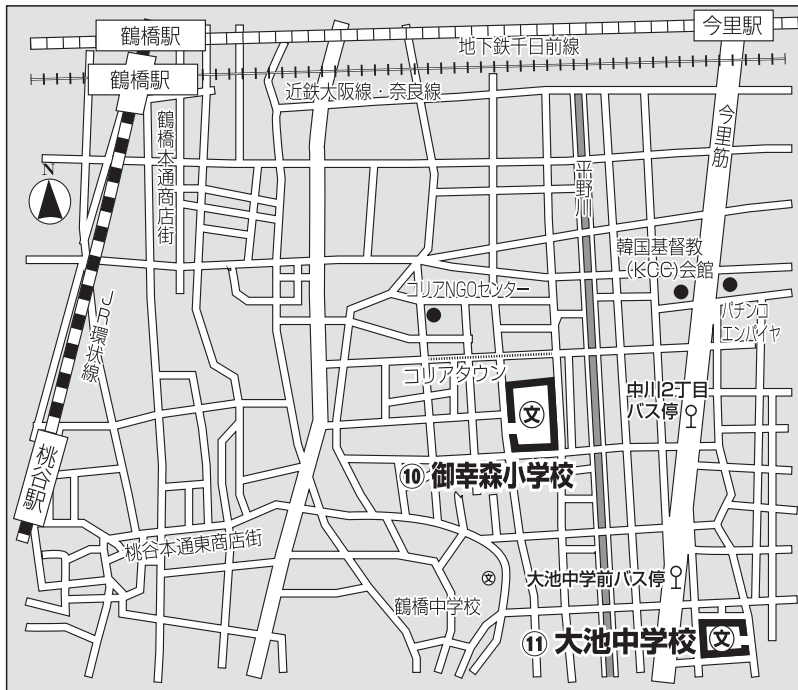 鶴橋駅
今里駅
地下鉄千日前線
鶴橋駅
近鉄大阪線・奈良線
鶴橋本通商店街
今里筋
平野川
N
韓国基督教
(KCC)会館
コリアNGOセンター
パチンコ
エンパイヤ
JR環状線
コリアタウン
中川2丁目
バス停
文
⑩ 御幸森小学校
桃谷駅
桃谷本通東商店街
大池中学前バス停
文
鶴橋中学校
⑪ 大池中学校
文